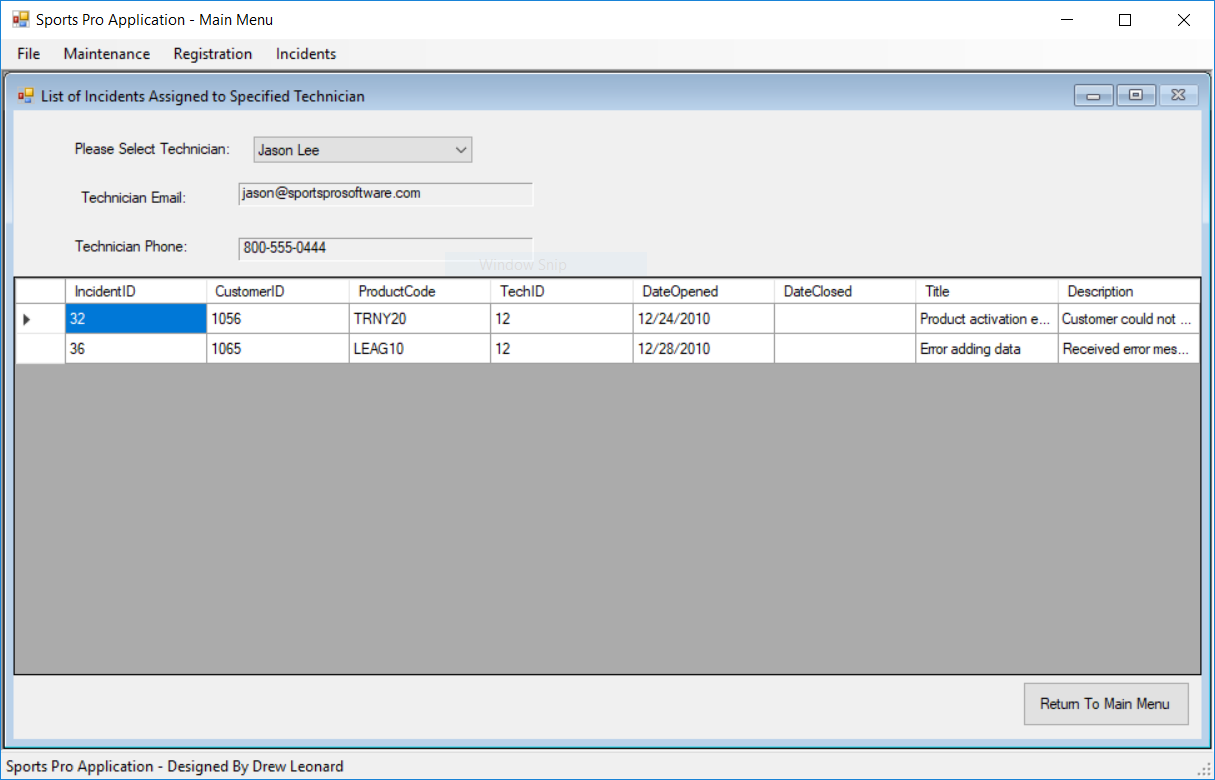 Sports Pro Application - Main Menu
File Maintenance Registration Incidents
List of Incidents Assigned to Specified Technician
Please Select Technician: Jason Lee
Technician Email: jason@sportsprosoftware.com
Technician Phone: 800-555-0444
Window Snip
IncidentID CustomerID ProductCode TechID DateOpened DateClosed Title Description
32 1056 TRNY20 12 12/24/2010 Product activation e... Customer could not ...
36 1065 LEAG10 12 12/28/2010 Error adding data Received error mes...
Return To Main Menu
Sports Pro Application - Designed By Drew Leonard